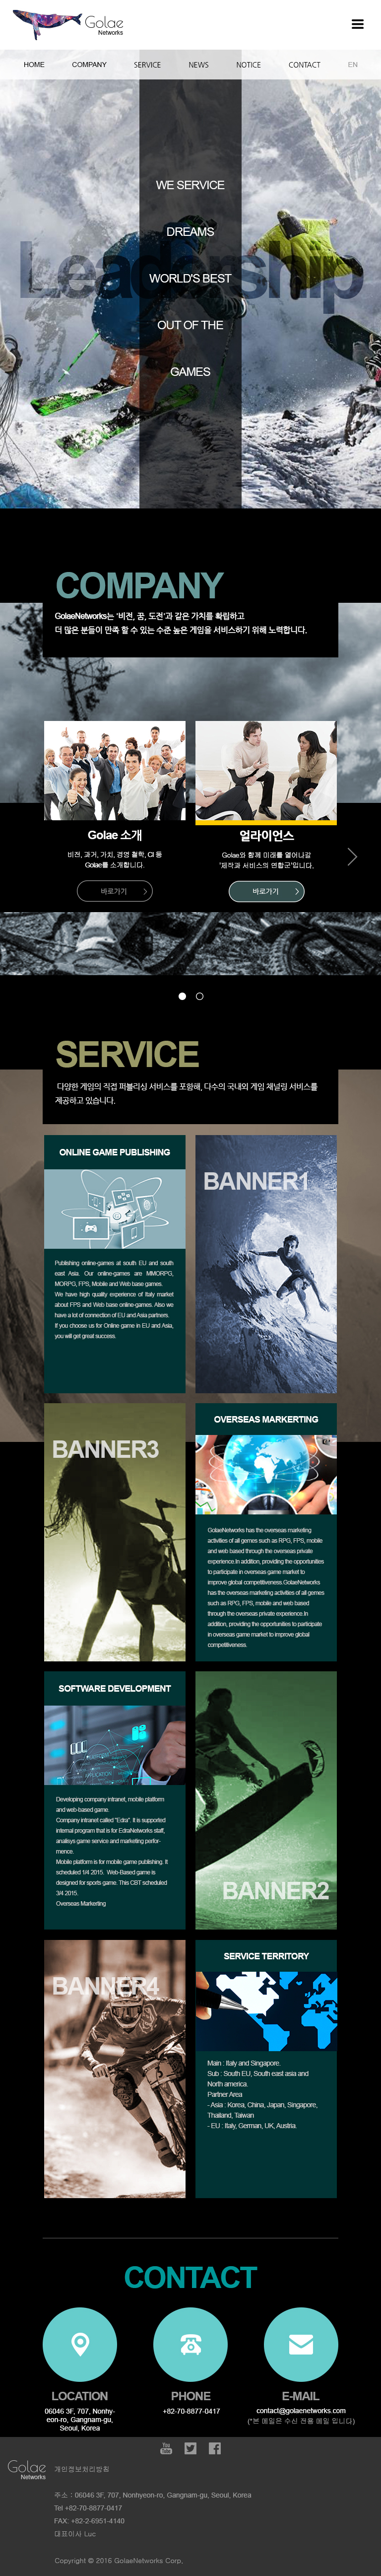 Golae
Networks
HOME COMPANY SERVICE NEWS NOTICE CONTACT EN
Leadership
WE SERVICE
DREAMS
WORLD'S BEST
OUT OF THE
GAMES
COMPANY
GolaeNetworks는 '비전, 꿈, 도전'과 같은 가치를 확립하고
더 많은 분들이 만족 할 수 있는 수준 높은 게임을 서비스하기 위해 노력합니다.
Golae 소개
비전, 과거, 가치, 경영 철학, CI 등
Golae를 소개합니다.
바로가기
얼라이언스
Golae와 함께 미래를 열어나갈
'제작과 서비스의 연합군'입니다.
바로가기
SERVICE
다양한 게임의 직접 퍼블리싱 서비스를 포함해, 다수의 국내외 게임 채널링 서비스를
제공하고 있습니다.
ONLINE GAME PUBLISHING
Publishing online-games at south EU and south
east Asia. Our online-games are MMORPG,
MORPG, FPS, Mobile and Web base games.
We have high quality experience of Italy market
about FPS and Web base online-games. Also we
have a lot of connection of EU and Asia partners.
If you choose us for Online game in EU and Asia,
you will get great success.
BANNER1
BANNER3
OVERSEAS MARKERTING
GolaeNetworks has the overseas marketing
activities of all games such as RPG, FPS, mobile
and web based through the overseas private
experience.In addition, providing the opportunities
to participate in overseas game market to
improve global competitiveness.GolaeNetworks
has the overseas marketing activities of all games
such as RPG, FPS, mobile and web based
through the overseas private experience.In
addition, providing the opportunities to participate
in overseas game market to improve global
competitiveness.
SOFTWARE DEVELOPMENT
Developing company intranet, mobile platform
and web-based game.
Company intranet called "Edra". It is supported
internal program that is for EdraNetworks staff,
analisys game service and marketing perfor-
mence.
Mobile platform is for mobile game publishing. It
scheduled 1/4 2015. Web-Based game is
designed for sports game. This CBT scheduled
3/4 2015.
Overseas Markerting
BANNER2
BANNER4
SERVICE TERRITORY
Main : Italy and Singapore.
Sub : South EU, South east asia and
North america.
Partner Area
- Asia : Korea, China, Japan, Singapore,
Thailand, Taiwan
- EU : Italy, German, UK, Austria.
CONTACT
LOCATION
06046 3F, 707, Nonhy-
eon-ro, Gangnam-gu,
Seoul, Korea
PHONE
+82-70-8877-0417
E-MAIL
contact@golaenetworks.com
(*본 메일은 수신 전용 메일 입니다)
You
Tube
Golae
Networks
개인정보처리방침
주소 : 06046 3F, 707, Nonhyeon-ro, Gangnam-gu, Seoul, Korea
Tel +82-70-8877-0417
FAX: +82-2-6951-4140
대표이사 Luc
Copyright © 2016 GolaeNetworks Corp.